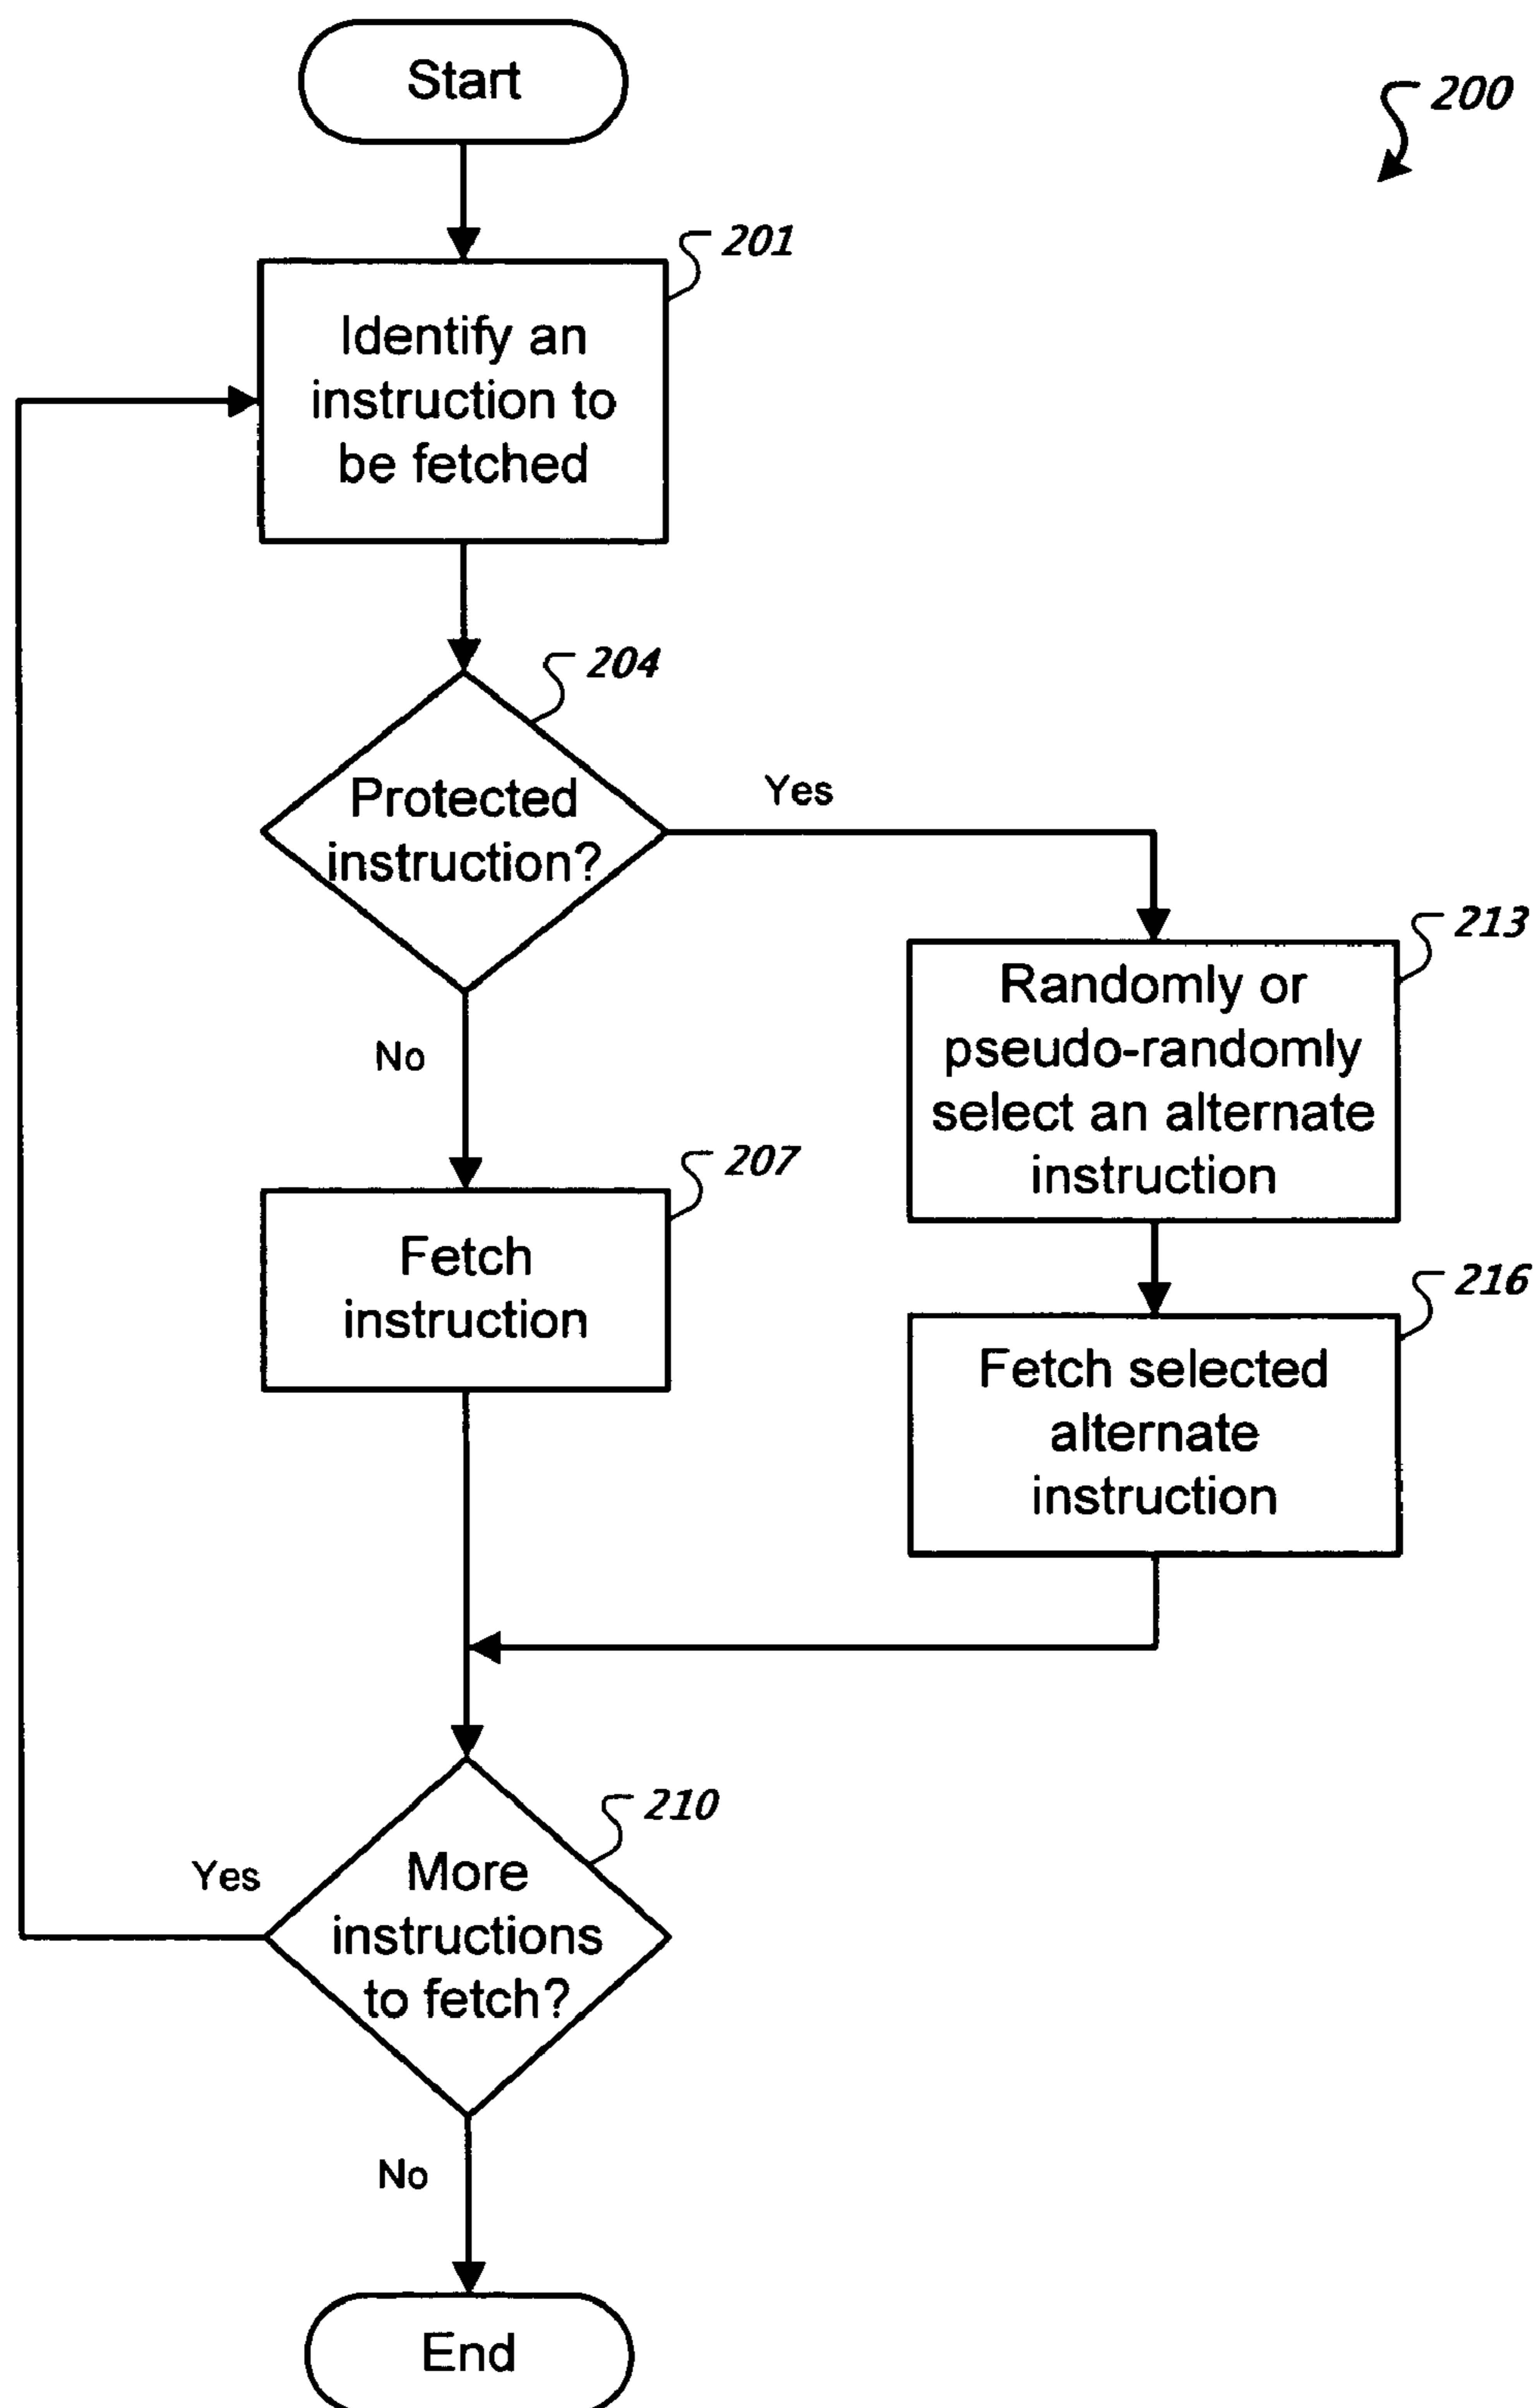 Start
200
201
Identify an
instruction to
be fetched
204
Protected
instruction?
Yes
No
213
Randomly or
pseudo-randomly
select an alternate
instruction
207
Fetch
instruction
216
Fetch selected
alternate
instruction
210
More
instructions
to fetch?
Yes
No
End